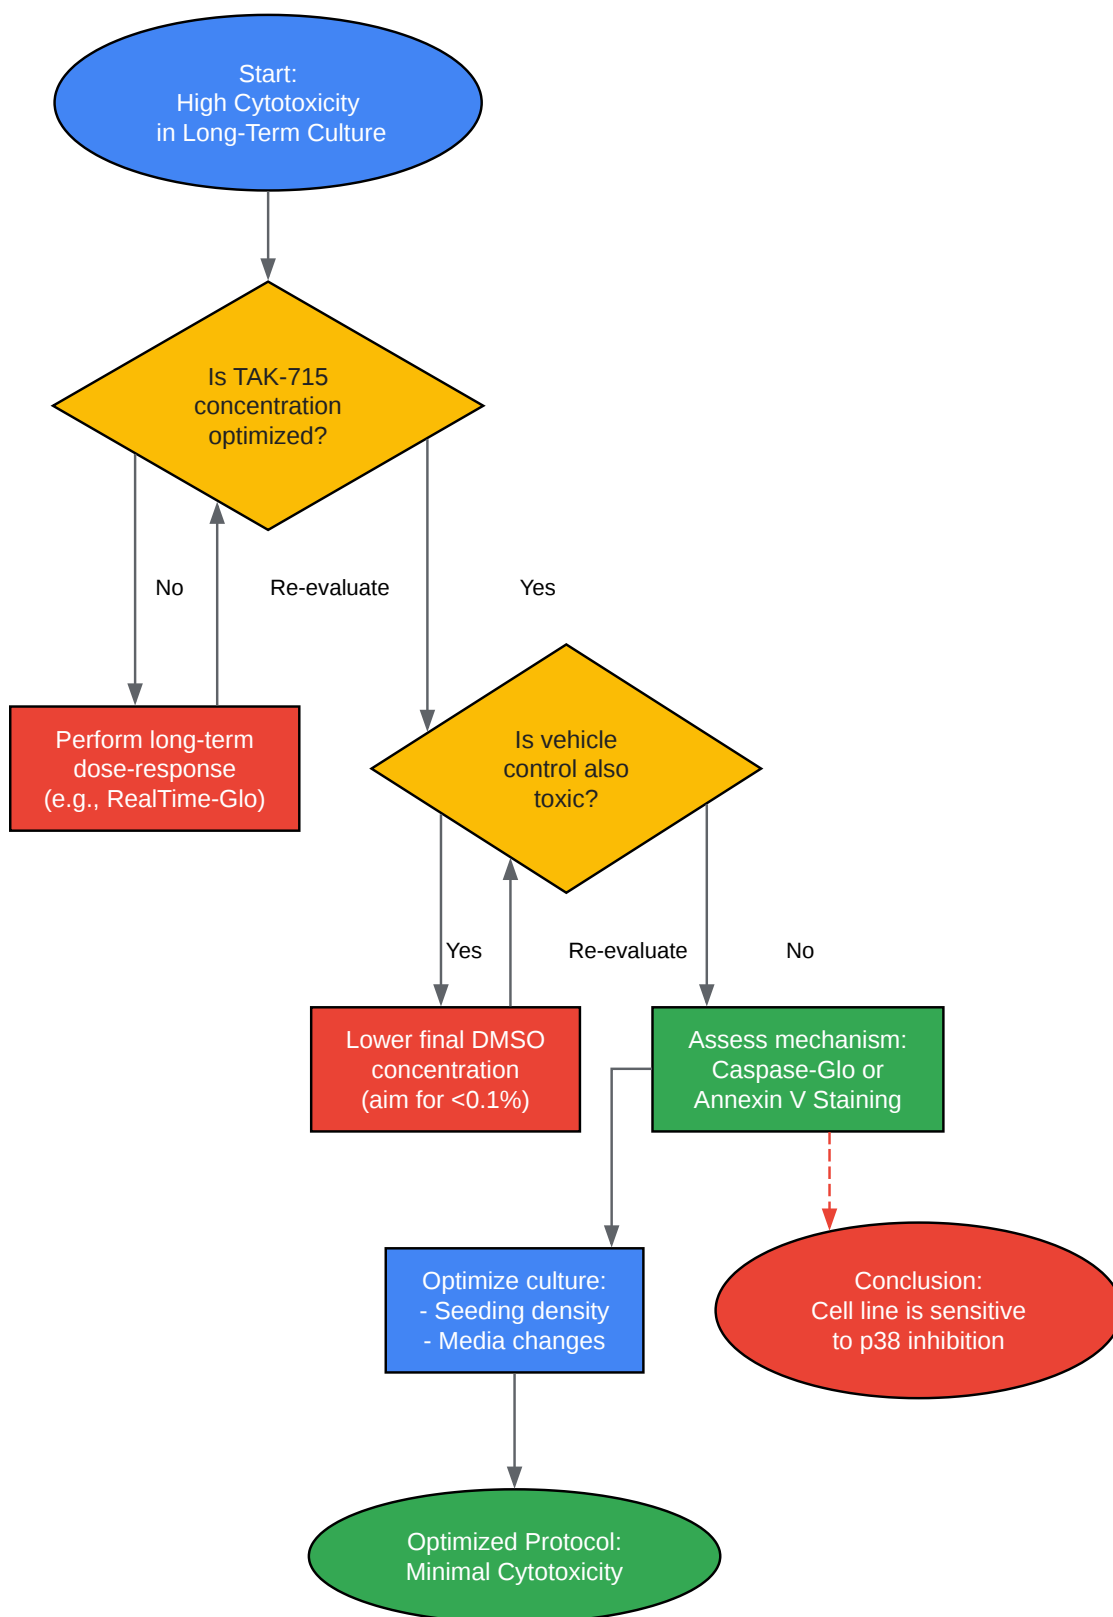 Start:
High Cytotoxicity
in Long-Term Culture
Is TAK-715
concentration
optimized?
No
Re-evaluate
Yes
Perform long-term
dose-response
(e.g., RealTime-Glo)
Is vehicle
control also
toxic?
Yes
Re-evaluate
No
Lower final DMSO
concentration
(aim for <0.1%)
Assess mechanism:
Caspase-Glo or
Annexin V Staining
Optimize culture:
- Seeding density
- Media changes
Conclusion:
Cell line is sensitive
to p38 inhibition
Optimized Protocol:
Minimal Cytotoxicity